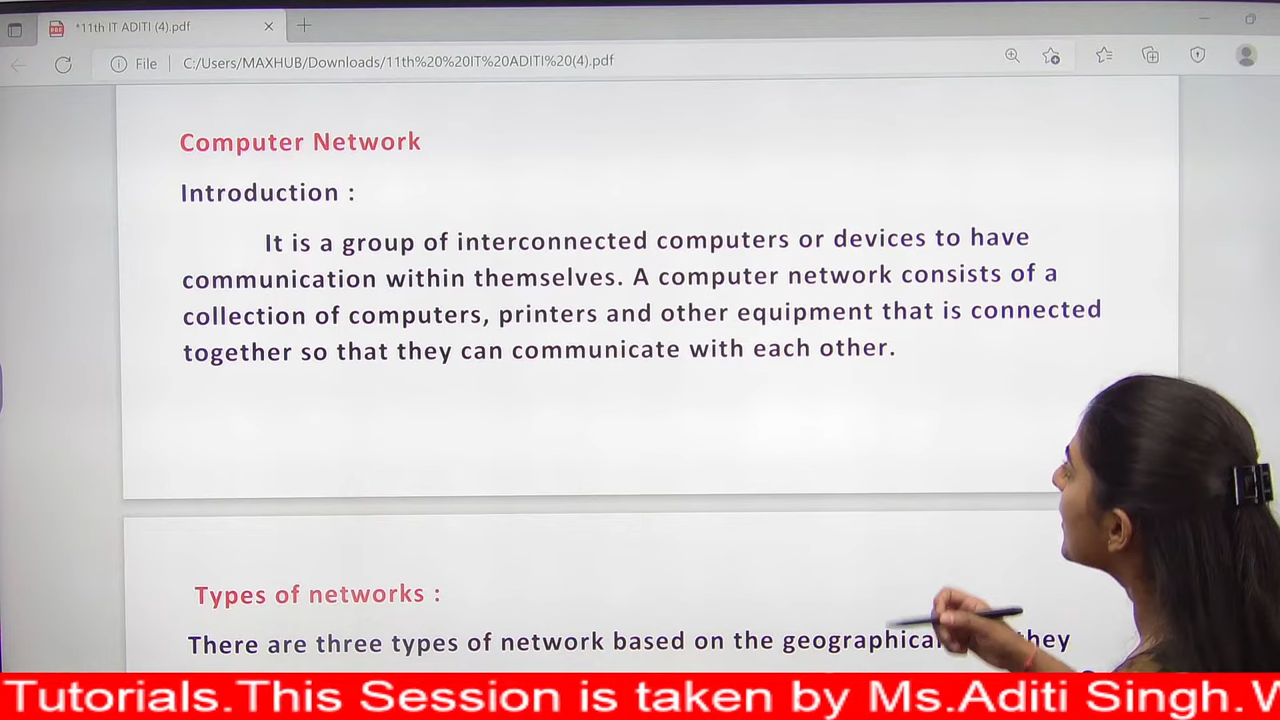 *11th IT ADITI (4).pdf
File C:/Users/MAXHUB/Downloads/11th%20%20IT%20ADITI%20(4).pdf
Computer Network
Introduction :
It is a group of interconnected computers or devices to have
communication within themselves. A computer network consists of a
collection of computers, printers and other equipment that is connected
together so that they can communicate with each other.
Types of networks :
There are three types of network based on the geographical they
Tutorials.This Session is taken by Ms.Aditi Singh.